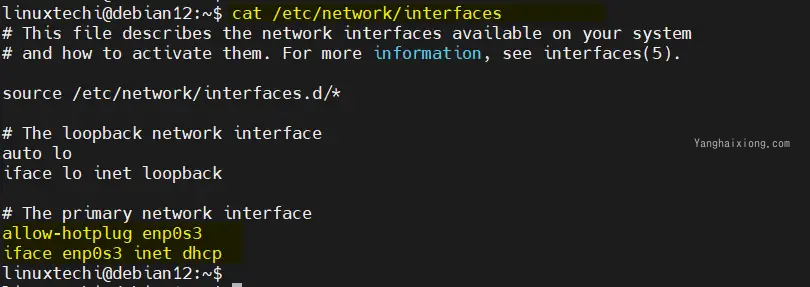 linuxtechi@debian12:~$ cat /etc/network/interfaces
# This file describes the network interfaces available on your system
# and how to activate them. For more information, see interfaces(5).
source /etc/network/interfaces.d/*
# The loopback network interface
auto lo
Yanghaixiong.com
iface lo inet loopback
# The primary network interface
allow-hotplug enp0s3
iface enp0s3 inet dhcp
linuxtechi@debian12:~$